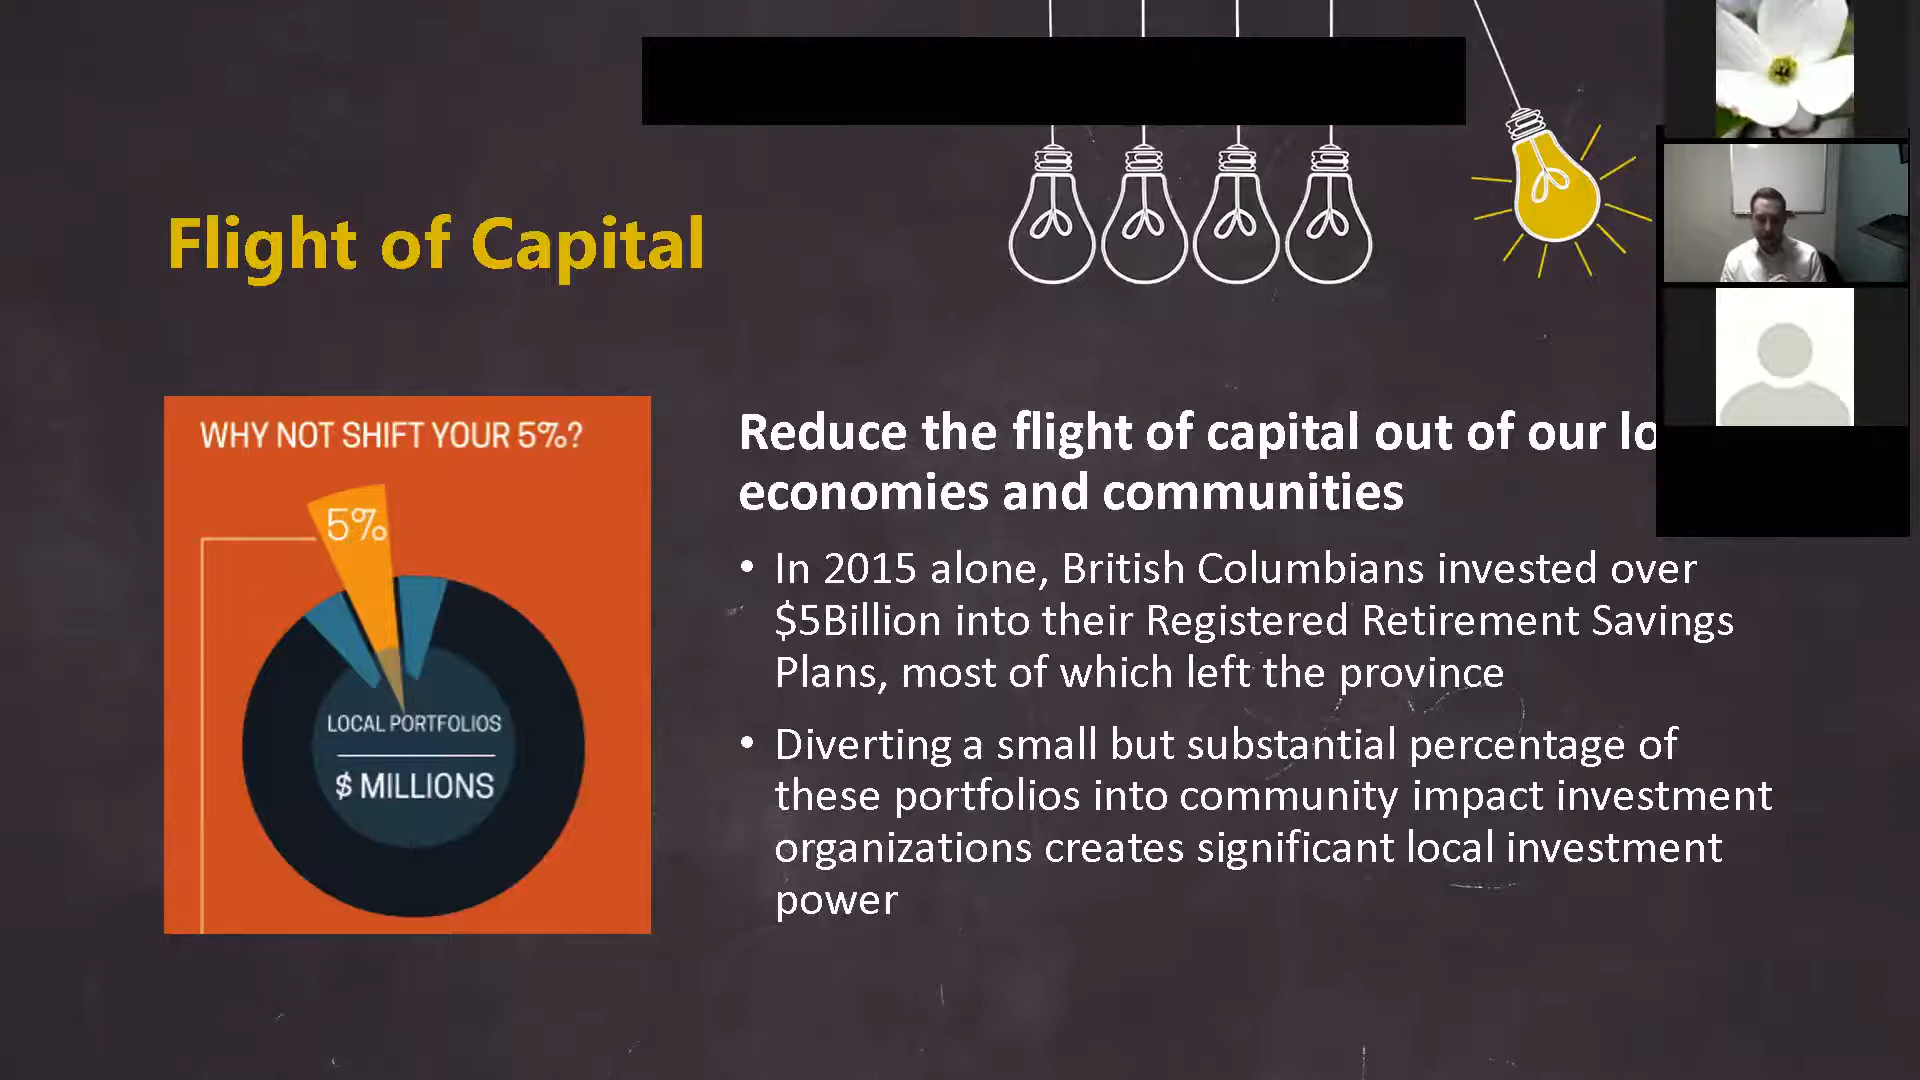 Flight of Capital
WHY NOT SHIFT YOUR 5%?
5%
LOCAL PORTFOLIOS
$ MILLIONS
Reduce the flight of capital out of our
economies and communities
• In 2015 alone, British Columbians invested over
$5Billion into their Registered Retirement Savings
Plans, most of which left the province
• Diverting a small but substantial percentage of
these portfolios into community impact investment
organizations creates significant local investment
power